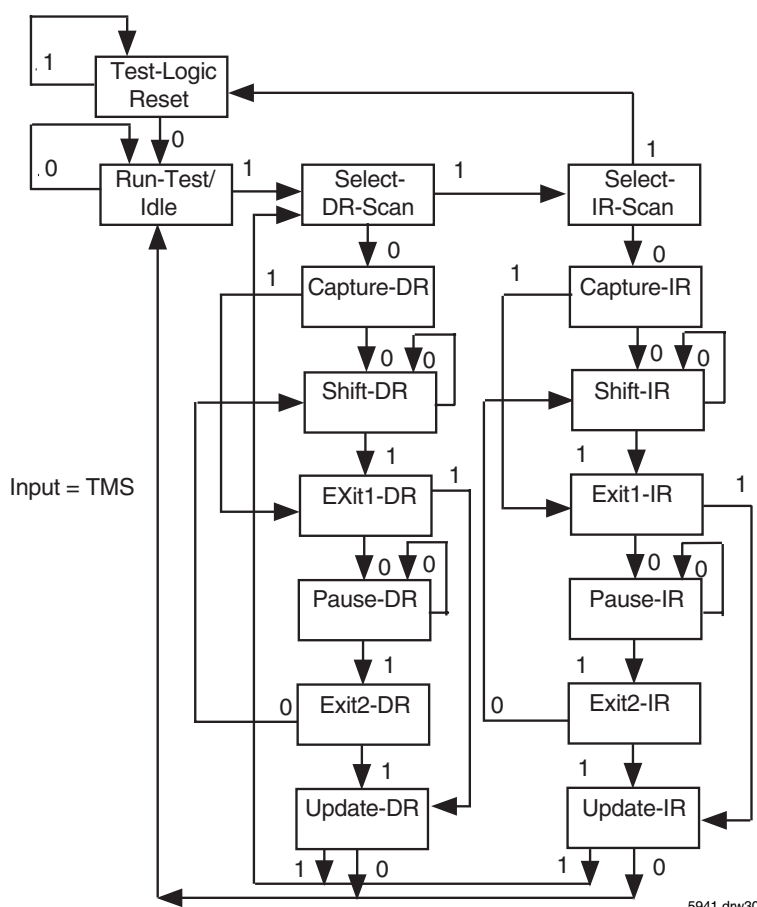 1
Test-Logic
Reset
0
0
Run-Test/
Idle
1
Select-
DR-Scan
1
Select-
IR-Scan
1
0
0
1
Capture-DR
1
Capture-IR
0
0
0
0
Shift-DR
Shift-IR
1
1
Input = TMS
EXit1-DR
1
Exit1-IR
1
0
0
0
0
Pause-DR
Pause-IR
1
1
0
Exit2-DR
0
Exit2-IR
1
1
Update-DR
Update-IR
1
0
1
0
5941 drw30